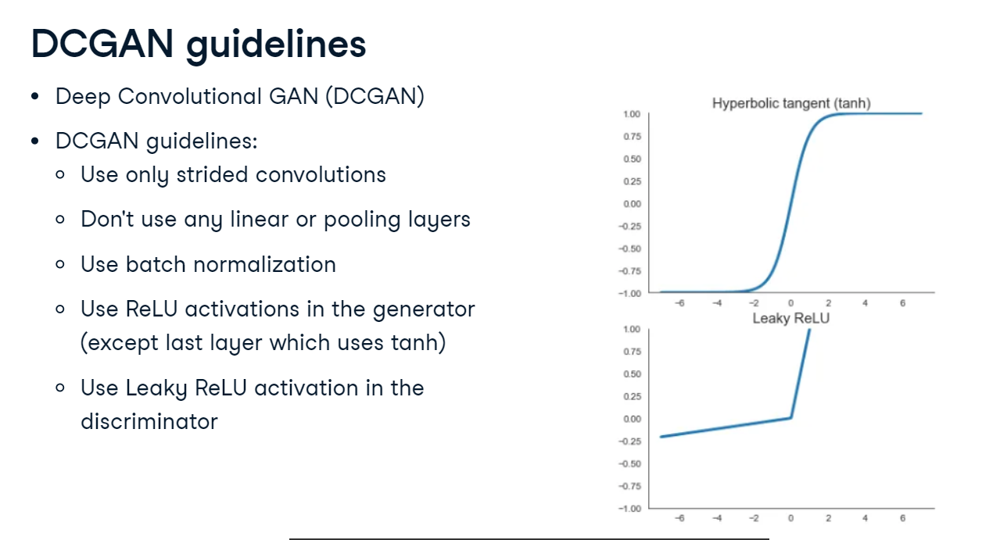 DCGAN guidelines
• Deep Convolutional GAN (DCGAN)
• DCGAN guidelines:
◦ Use only strided convolutions
◦ Don't use any linear or pooling layers
◦ Use batch normalization
◦ Use ReLU activations in the generator
(except last layer which uses tanh)
◦ Use Leaky ReLU activation in the
discriminator
Hyperbolic tangent (tanh)
1.00
0.75
0.50
0.25
0.00
−0.25
−0.50
−0.75
−1.00
−6 −4 −2 0 2 4 6
Leaky ReLU
1.00
0.75
0.50
0.25
0.00
−0.25
−0.50
−0.75
−1.00
−6 −4 −2 0 2 4 6